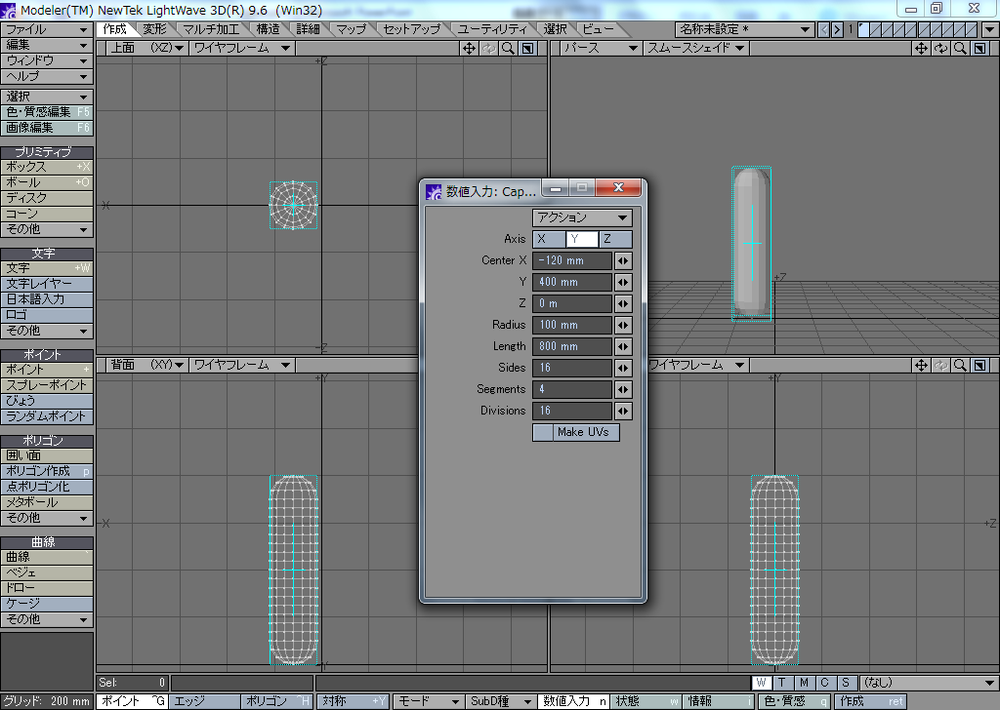 Modeler(TM) NewTek LightWave 3D(R) 9.6 (Win32)
ファイル 作成 変形 マルチ加工 構造 詳細 マップ セットアップ ユーティリティ 選択 ビュー 名称未設定 * 1
編集
ウィンドウ
ヘルプ
選択
色・質感編集 F5
画像編集 F6
プリミティブ
ボックス +X
ボール +O
ディスク
コーン
その他
文字
文字 +W
文字レイヤー
日本語入力
ロゴ
その他
ポイント
ポイント +
スプレーポイント
びょう
ランダムポイント
ポリゴン
囲い面
ポリゴン作成 p
点ポリゴン化
メタボール
その他
曲線
曲線
ベジェ
ドロー
ケージ
その他
上面 (XZ) ワイヤフレーム
+Z
X
-Z
パース スムースシェイド
+Z
背面 (XY) ワイヤフレーム
+Y
-X
Y
ワイヤフレーム
+Y
+Z
Y
数値入力: Cap...
アクション
Axis X Y Z
Center X -120 mm
Y 400 mm
Z 0 m
Radius 100 mm
Length 800 mm
Sides 16
Segments 4
Divisions 16
Make UVs
Sel: 0
W T M C S (なし)
グリッド: 200 mm ポイント ^G エッジ ポリゴン ^H 対称 +Y モード SubD種 数値入力 n 状態 w 情報 i 色・質感 q 作成 ret